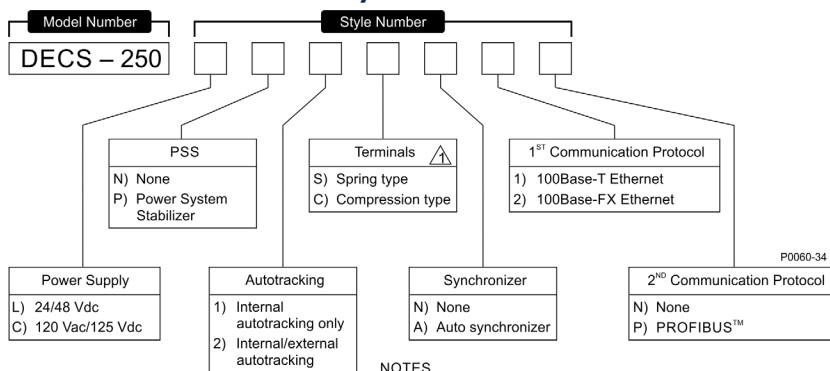 Model Number
Style Number
DECS – 250
PSS
N) None
P) Power System
Stabilizer
Terminals 1
S) Spring type
C) Compression type
1ST Communication Protocol
1) 100Base-T Ethernet
2) 100Base-FX Ethernet
P0060-34
Power Supply
L) 24/48 Vdc
C) 120 Vac/125 Vdc
Autotracking
1) Internal
autotracking only
2) Internal/external
autotracking
Synchronizer
N) None
A) Auto synchronizer
2ND Communication Protocol
N) None
P) PROFIBUS™
NOTES